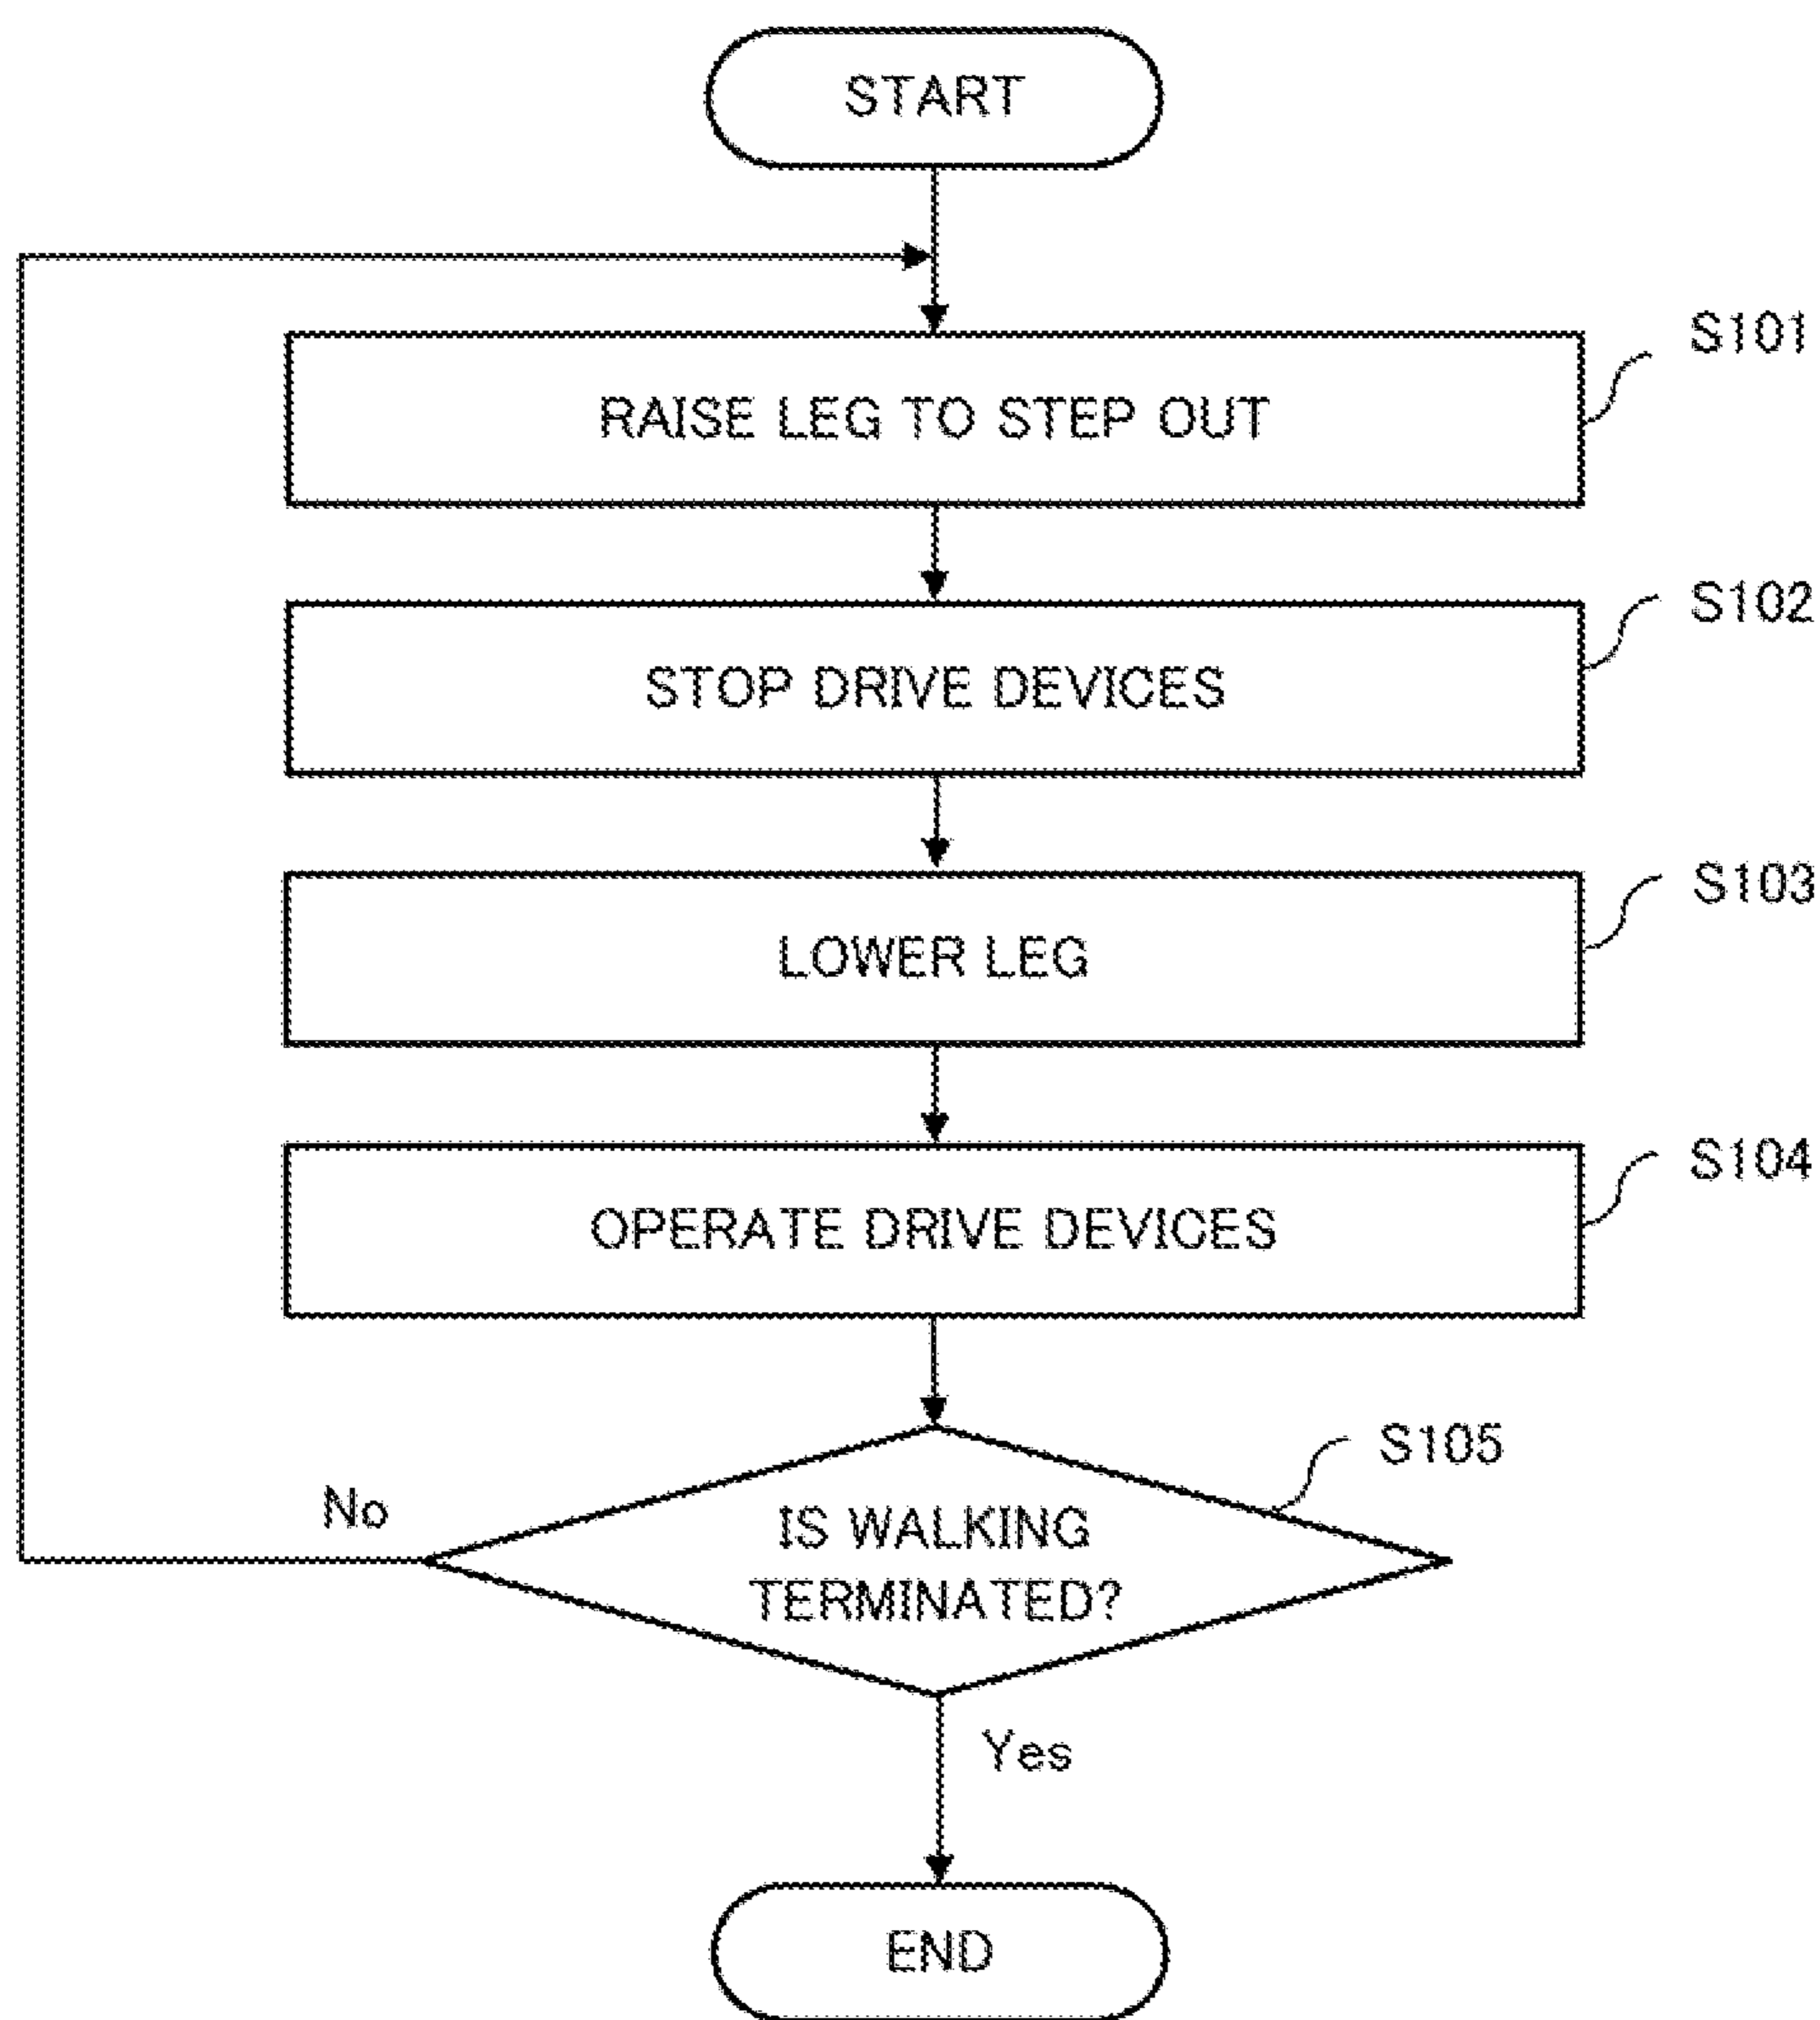 START
RAISE LEG TO STEP OUT
S101
STOP DRIVE DEVICES
S102
LOWER LEG
S103
OPERATE DRIVE DEVICES
S104
IS WALKING
TERMINATED?
S105
No
Yes
END